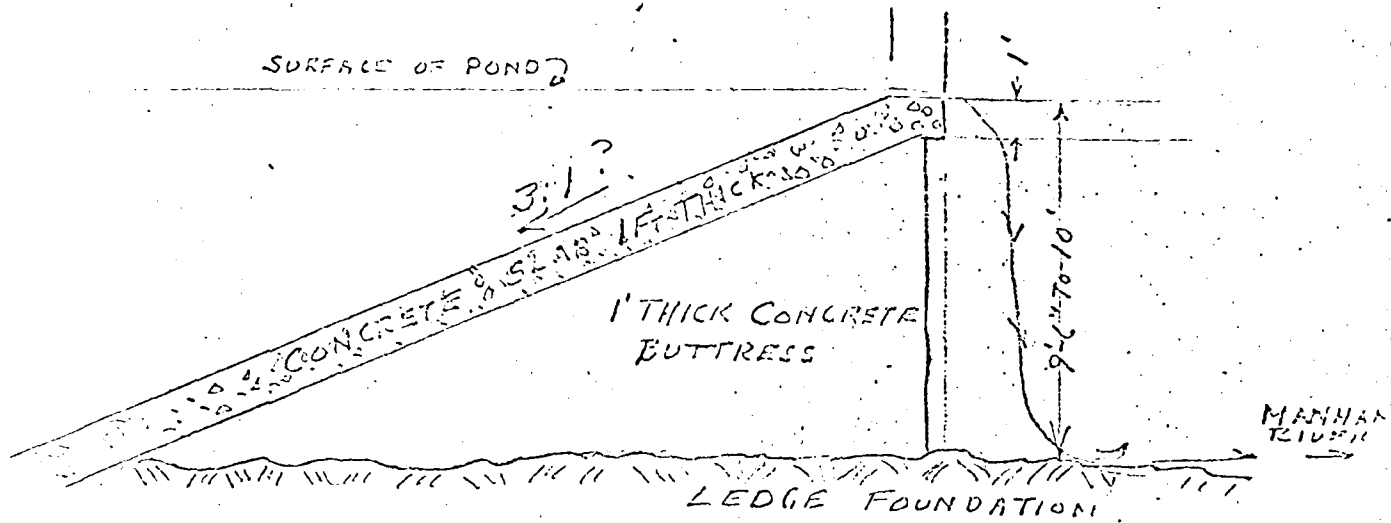 SURFACE OF POND?
1'
3:1?
CONCRETE SLAB 1 FT THICK
9'-6" TO 10'
1' THICK CONCRETE
BUTTRESS
MANHAN
RIVER
LEDGE FOUNDATION